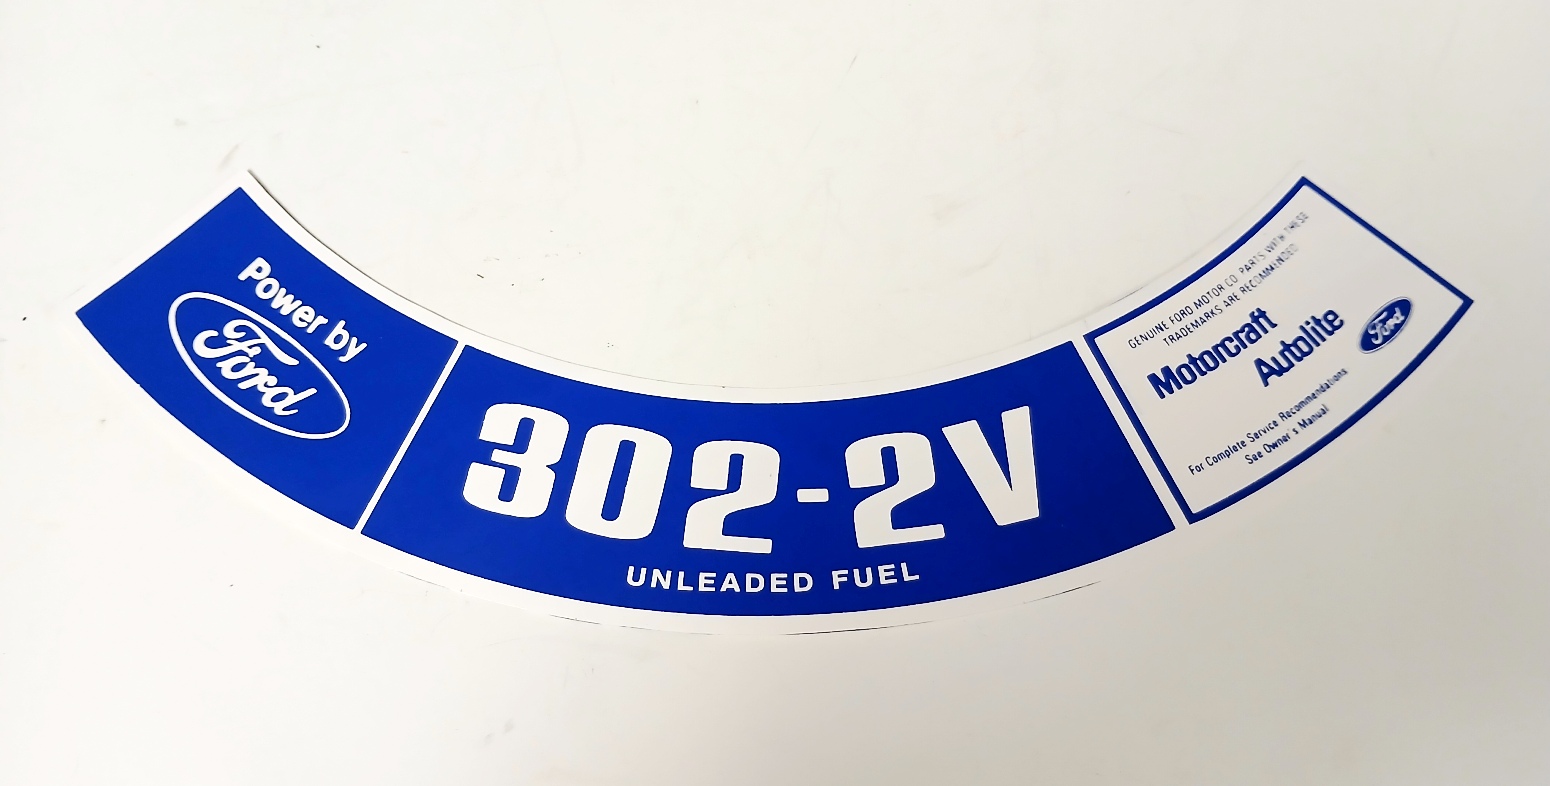 Power by
Ford
302-2V
UNLEADED FUEL
GENUINE FORD MOTOR CO. PARTS WITH THESE
TRADEMARKS ARE RECOMMENDED
Motorcraft
Autolite
Ford
For Complete Service Recommendations
See Owner's Manual